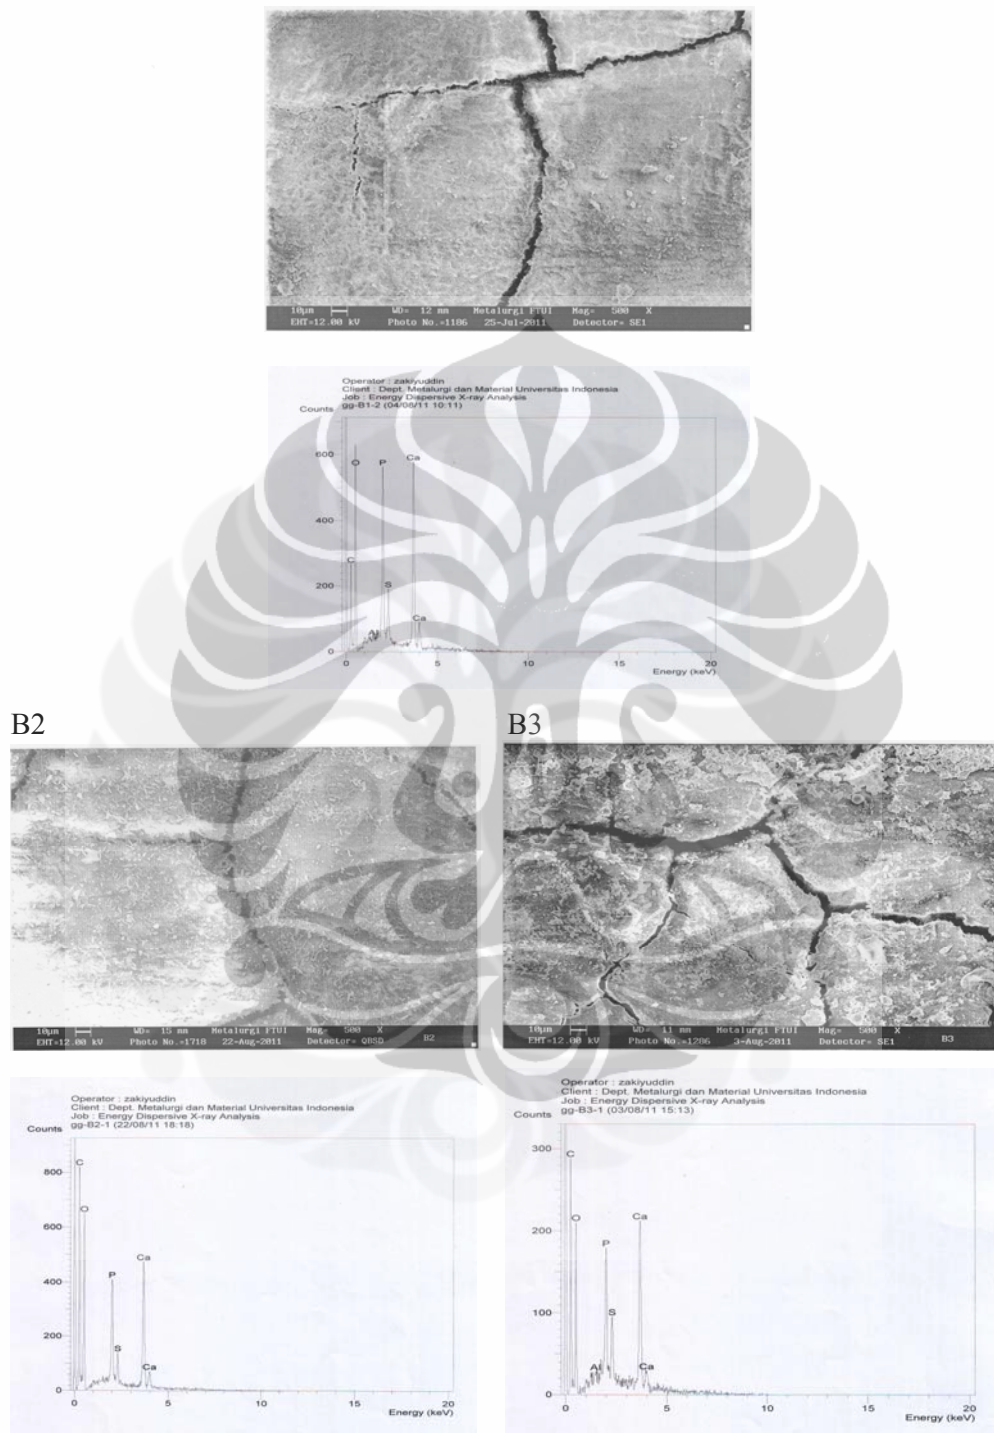 10µm WD= 12 mm Metalurgi FTUI Mag= 500 X
EHT=12.00 kV Photo No.=1186 25-Jul-2011 Detector= SE1
Operator : zakiyuddin
Client : Dept. Metalurgi dan Material Universitas Indonesia
Job : Energy Dispersive X-ray Analysis
gg-B1-2 (04/08/11 10:11)
Counts
600
O P Ca
400
C
200
S
Ca
0
0 5 10 15 20
Energy (keV)
B2 B3
10µm WD= 15 mm Metalurgi FTUI Mag= 500 X
EHT=12.00 kV Photo No.=1718 22-Aug-2011 Detector= QBSD B2
10µm WD= 11 mm Metalurgi FTUI Mag= 500 X
EHT=12.00 kV Photo No.=1286 3-Aug-2011 Detector= SE1 B3
Operator : zakiyuddin
Client : Dept. Metalurgi dan Material Universitas Indonesia
Job : Energy Dispersive X-ray Analysis
gg-B2-1 (22/08/11 18:18)
Counts
800
C
O
600
Ca
P
400
200
S
Ca
0
0 5 10 15 20
Energy (keV)
Operator : zakiyuddin
Client : Dept. Metalurgi dan Material Universitas Indonesia
Job : Energy Dispersive X-ray Analysis
gg-B3-1 (03/08/11 15:13)
Counts
300
C
O Ca
200
P
100
S
Al Ca
0
0 5 10 15 20
Energy (keV)